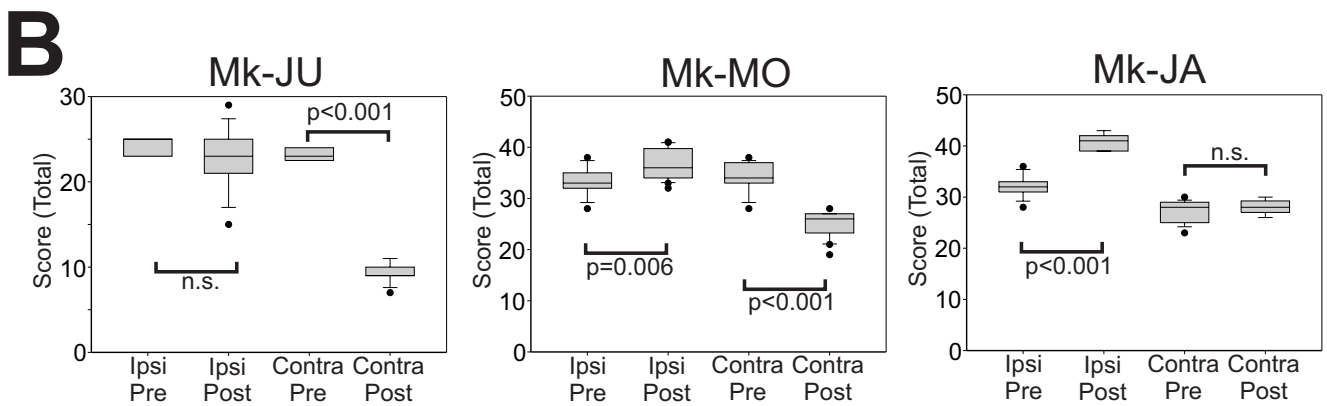 B
Mk-JU
Score (Total)
30
20
10
0
p<0.001
n.s.
Ipsi Pre
Ipsi Post
Contra Pre
Contra Post
Mk-MO
Score (Total)
50
40
30
20
10
0
p=0.006
p<0.001
Ipsi Pre
Ipsi Post
Contra Pre
Contra Post
Mk-JA
Score (Total)
50
40
30
20
10
0
n.s.
p<0.001
Ipsi Pre
Ipsi Post
Contra Pre
Contra Post